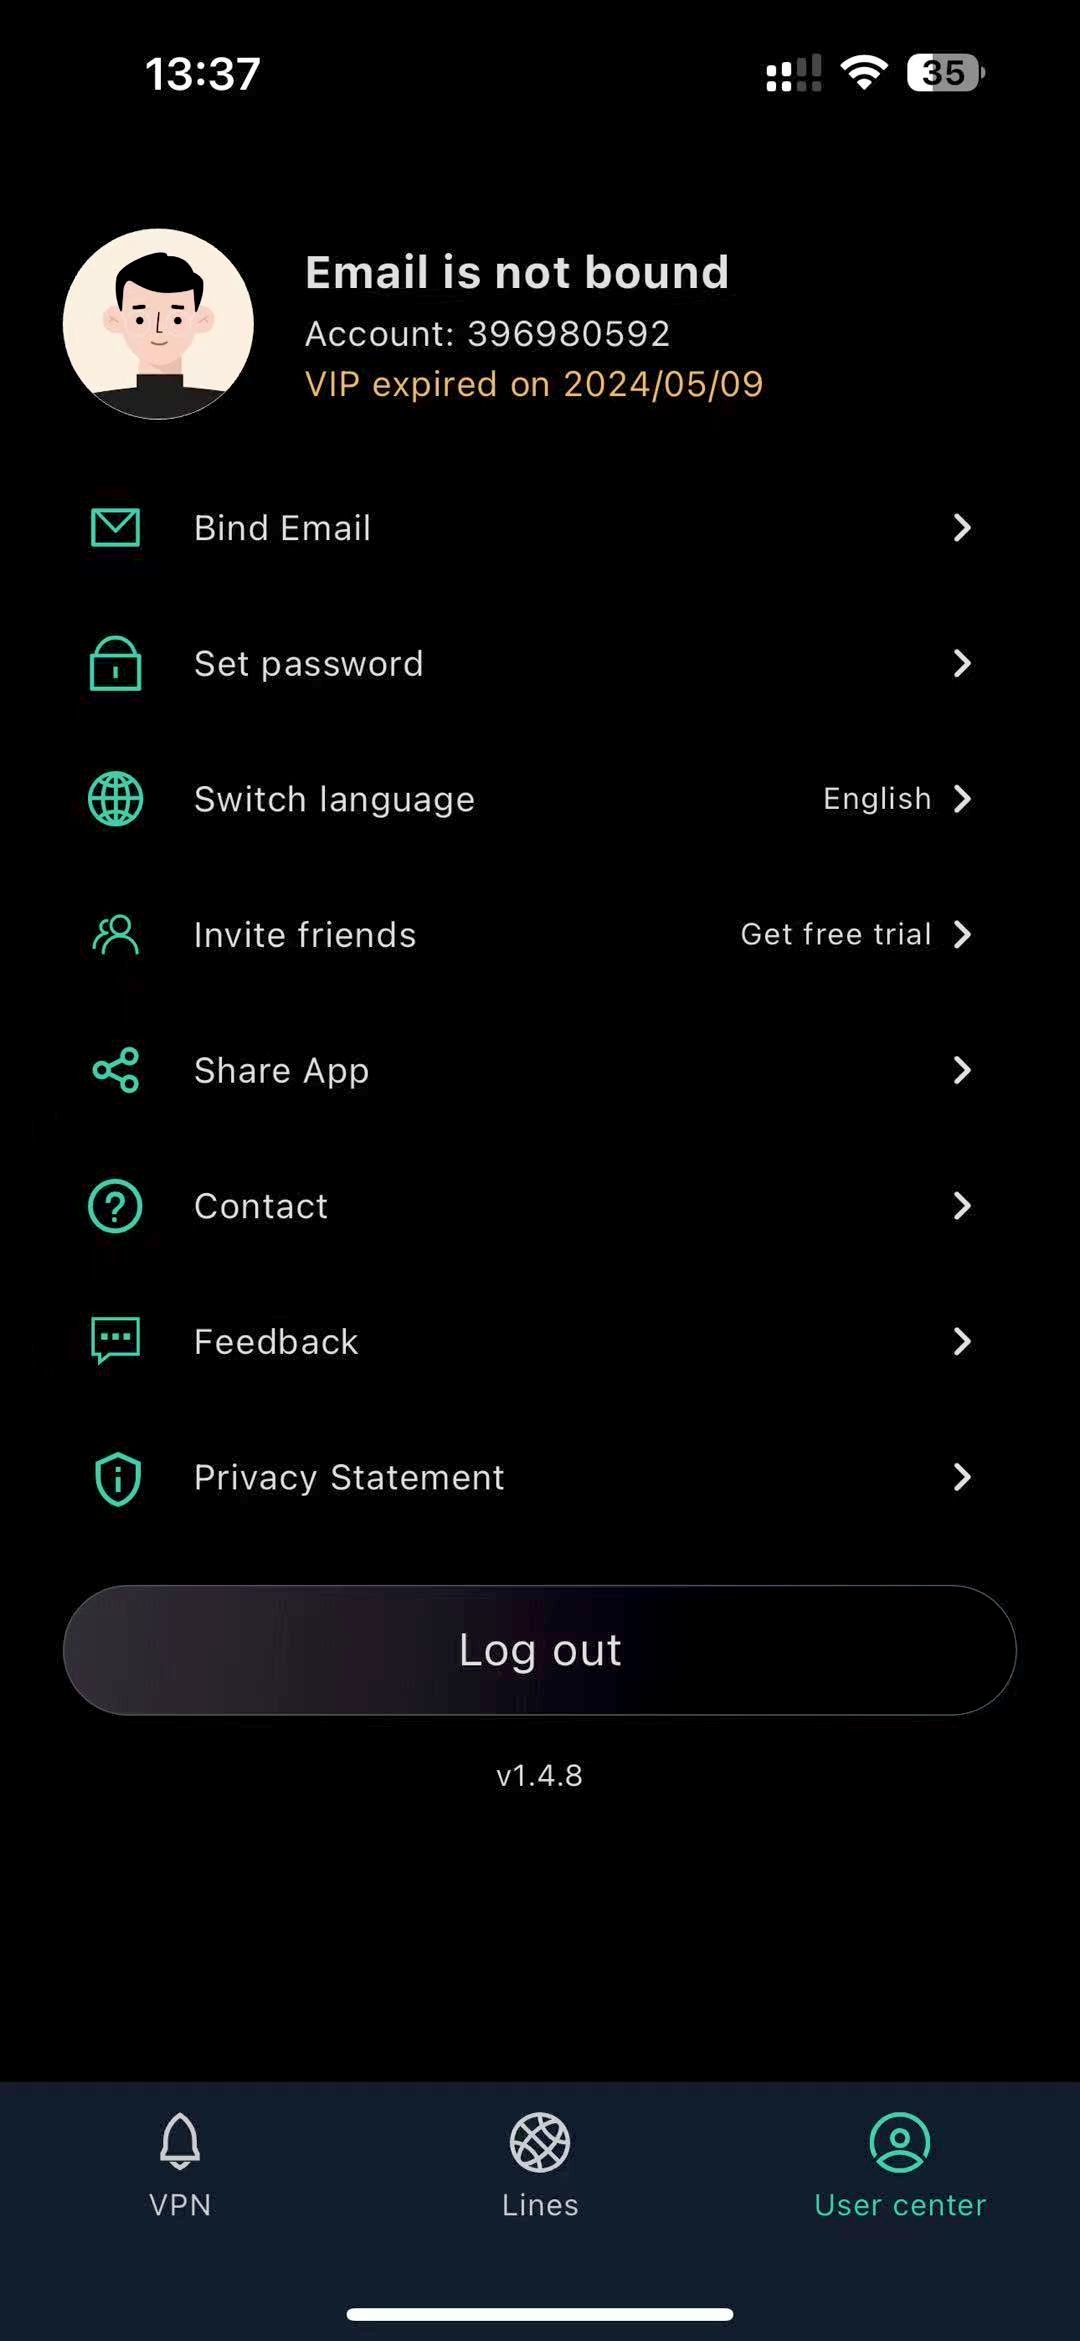 13:37
35
Email is not bound
Account: 396980592
VIP expired on 2024/05/09
Bind Email
Set password
Switch language English
Invite friends Get free trial
Share App
Contact
Feedback
Privacy Statement
Log out
v1.4.8
VPN Lines User center